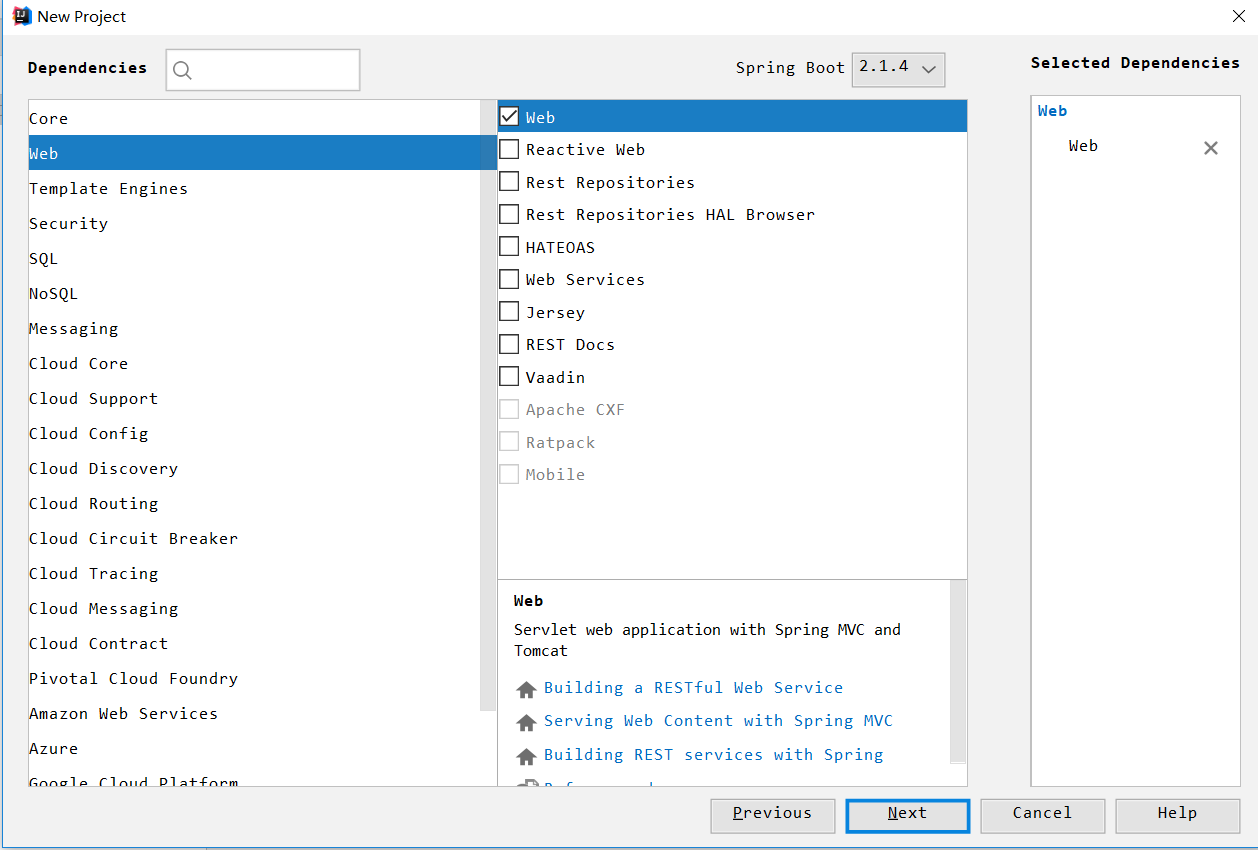 New Project
Dependencies
Spring Boot 2.1.4
Selected Dependencies
Core
Web
Template Engines
Security
SQL
NoSQL
Messaging
Cloud Core
Cloud Support
Cloud Config
Cloud Discovery
Cloud Routing
Cloud Circuit Breaker
Cloud Tracing
Cloud Messaging
Cloud Contract
Pivotal Cloud Foundry
Amazon Web Services
Azure
Google Cloud Platform
Web
Reactive Web
Rest Repositories
Rest Repositories HAL Browser
HATEOAS
Web Services
Jersey
REST Docs
Vaadin
Apache CXF
Ratpack
Mobile
Web
Servlet web application with Spring MVC and
Tomcat
Building a RESTful Web Service
Serving Web Content with Spring MVC
Building REST services with Spring
Web
Web
Previous
Next
Cancel
Help